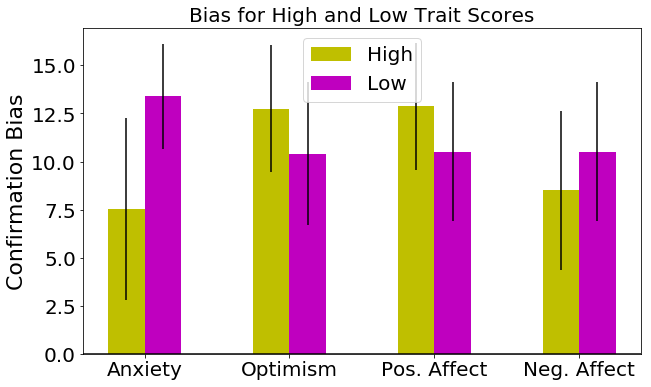 Bias for High and Low Trait Scores
High
Low
Confirmation Bias
15.0
12.5
10.0
7.5
5.0
2.5
0.0
Anxiety Optimism Pos. Affect Neg. Affect